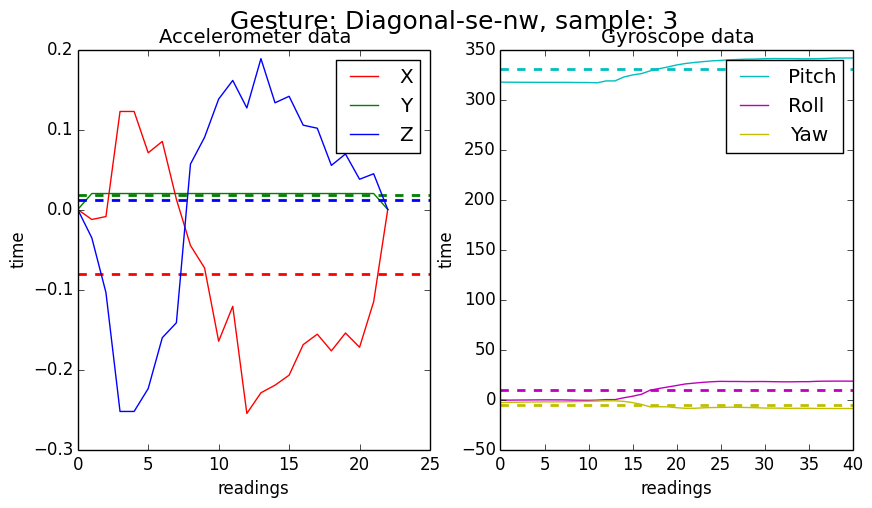 Gesture: Diagonal-se-nw, sample: 3
Accelerometer data
0.2
0.1
0.0
−0.1
−0.2
−0.3
time
0
5
10
15
20
25
readings
X
Y
Z
Gyroscope data
350
300
250
200
150
100
50
0
−50
time
0
5
10
15
20
25
30
35
40
readings
Pitch
Roll
Yaw